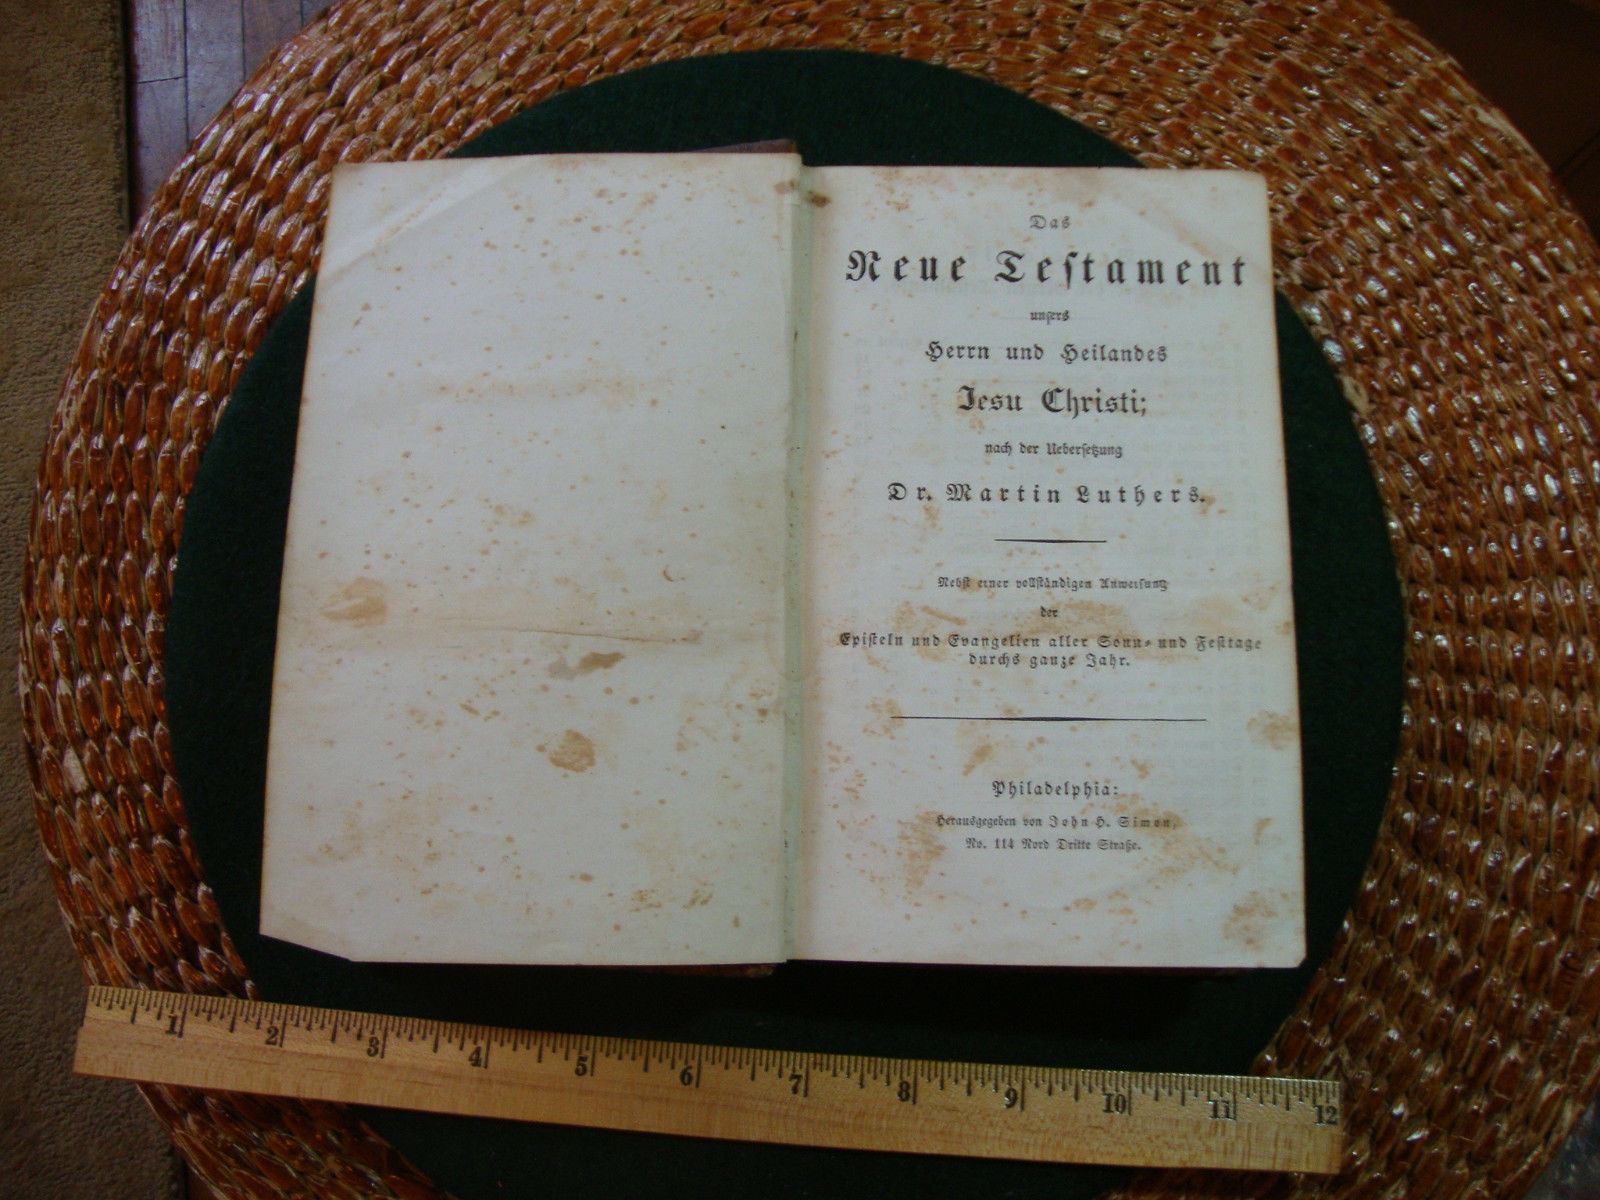 Das
Neue Testament
unsers
Herrn und Heilandes
Jesu Christi;
nach der Uebersetzung
Dr. Martin Luthers.
Nebst einer vollständigen Anweisung
der
Episteln und Evangelien aller Sonn- und Festtage
durchs ganze Jahr.
Philadelphia:
Herausgegeben von John H. Simon,
No. 114 Nord Dritte Straße.
1 2 3 4 5 6 7 8 9 10 11 12